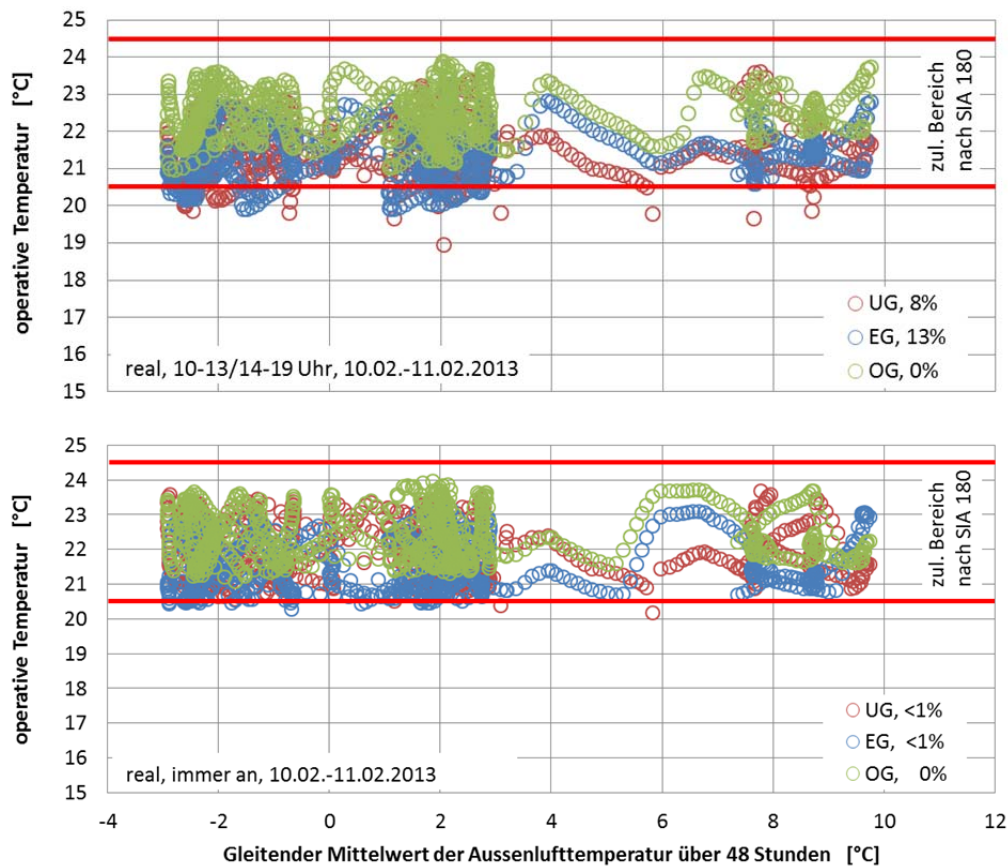 25
24
23
22
21
20
19
18
17
16
15
operative Temperatur [°C]
zul. Bereich
nach SIA 180
UG, 8%
EG, 13%
OG, 0%
real, 10-13/14-19 Uhr, 10.02.-11.02.2013
25
24
23
22
21
20
19
18
17
16
15
operative Temperatur [°C]
zul. Bereich
nach SIA 180
UG, <1%
EG, <1%
OG, 0%
real, immer an, 10.02.-11.02.2013
-4 -2 0 2 4 6 8 10 12
Gleitender Mittelwert der Aussenlufttemperatur über 48 Stunden [°C]